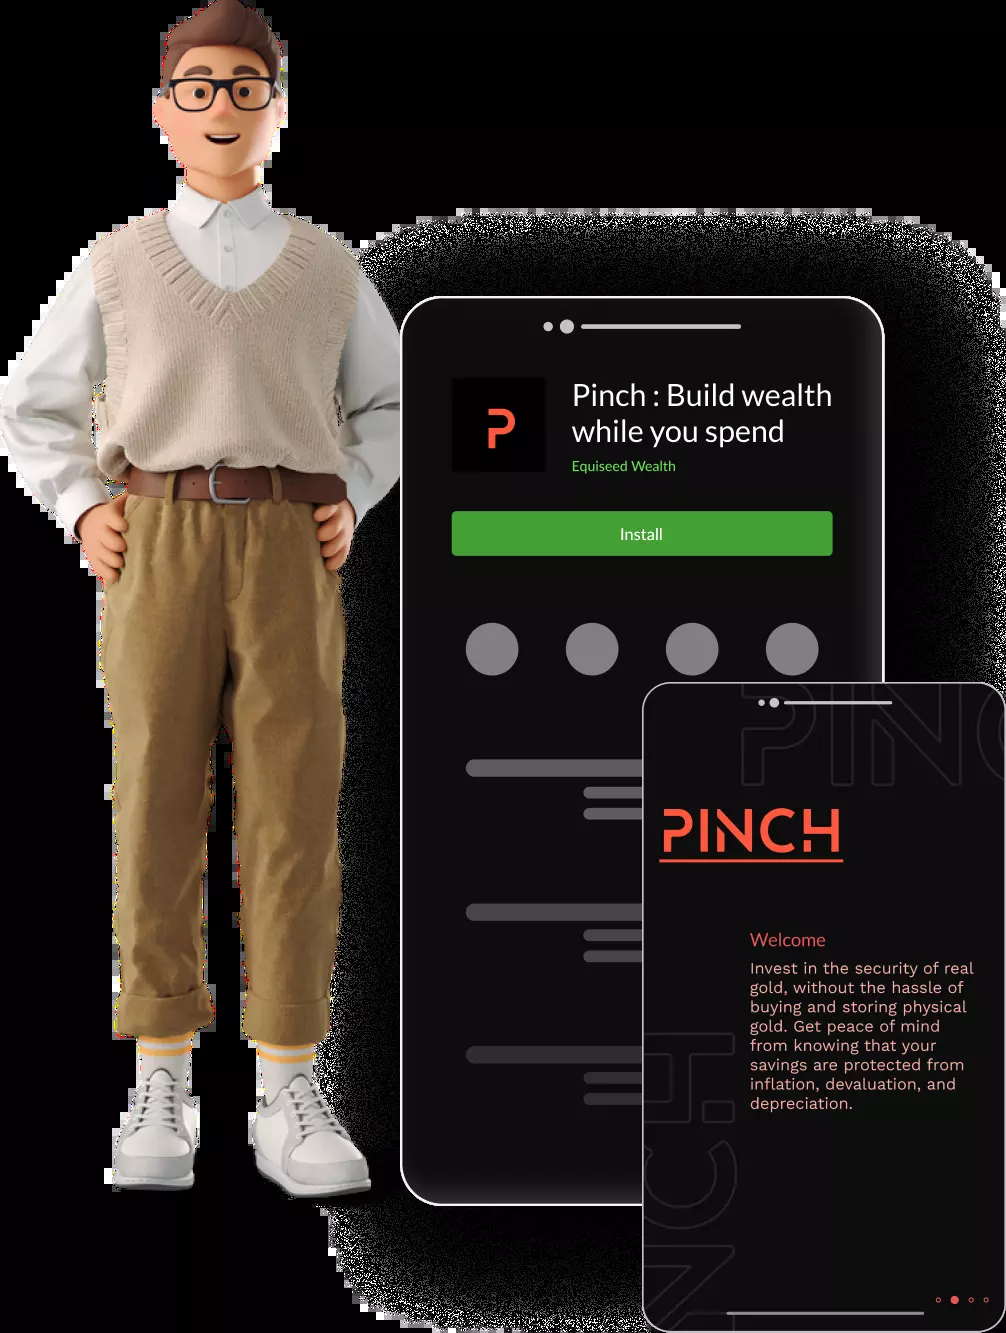 P
Pinch : Build wealth
while you spend
Equiseed Wealth
Install
PINCH
PINCH
Welcome
Invest in the security of real
gold, without the hassle of
buying and storing physical
gold. Get peace of mind
from knowing that your
savings are protected from
inflation, devaluation, and
depreciation.
PINCH